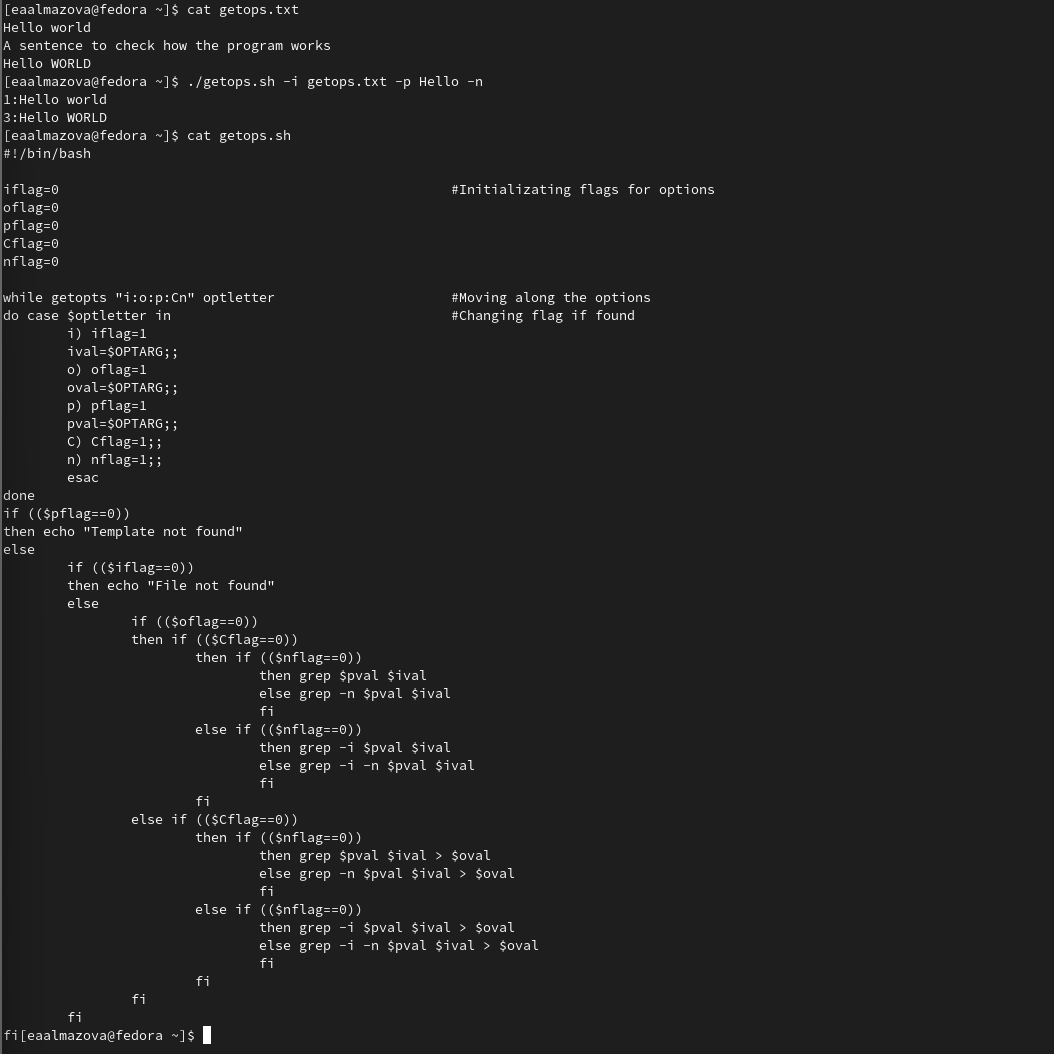 [eaalmazova@fedora ~]$ cat getops.txt
Hello world
A sentence to check how the program works
Hello WORLD
[eaalmazova@fedora ~]$ ./getops.sh -i getops.txt -p Hello -n
1:Hello world
3:Hello WORLD
[eaalmazova@fedora ~]$ cat getops.sh
#!/bin/bash

iflag=0                                                 #Initializating flags for options
oflag=0
pflag=0
Cflag=0
nflag=0

while getopts "i:o:p:Cn" optletter                      #Moving along the options
do case $optletter in                                   #Changing flag if found
        i) iflag=1
        ival=$OPTARG;;
        o) oflag=1
        oval=$OPTARG;;
        p) pflag=1
        pval=$OPTARG;;
        C) Cflag=1;;
        n) nflag=1;;
        esac
done
if (($pflag==0))
then echo "Template not found"
else
        if (($iflag==0))
        then echo "File not found"
        else
                if (($oflag==0))
                then if (($Cflag==0))
                        then if (($nflag==0))
                                then grep $pval $ival
                                else grep -n $pval $ival
                                fi
                        else if (($nflag==0))
                                then grep -i $pval $ival
                                else grep -i -n $pval $ival
                                fi
                        fi
                else if (($Cflag==0))
                        then if (($nflag==0))
                                then grep $pval $ival > $oval
                                else grep -n $pval $ival > $oval
                                fi
                        else if (($nflag==0))
                                then grep -i $pval $ival > $oval
                                else grep -i -n $pval $ival > $oval
                                fi
                        fi
                fi
        fi
fi[eaalmazova@fedora ~]$